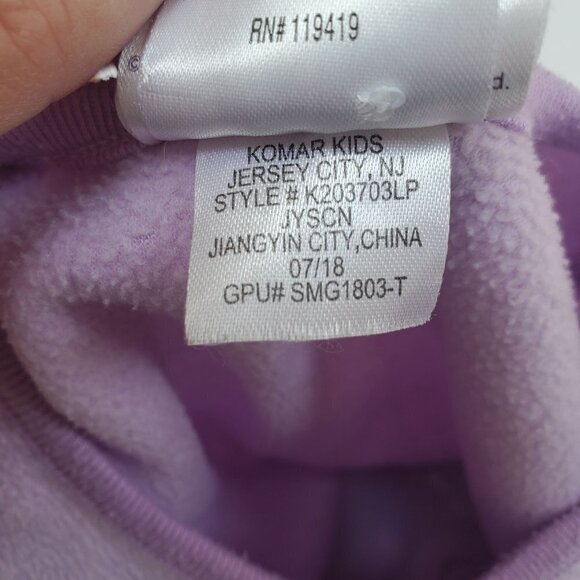 RN# 119419
©
d.
KOMAR KIDS
JERSEY CITY, NJ
STYLE # K203703LP
JYSCN
JIANGYIN CITY,CHINA
07/18
GPU# SMG1803-T